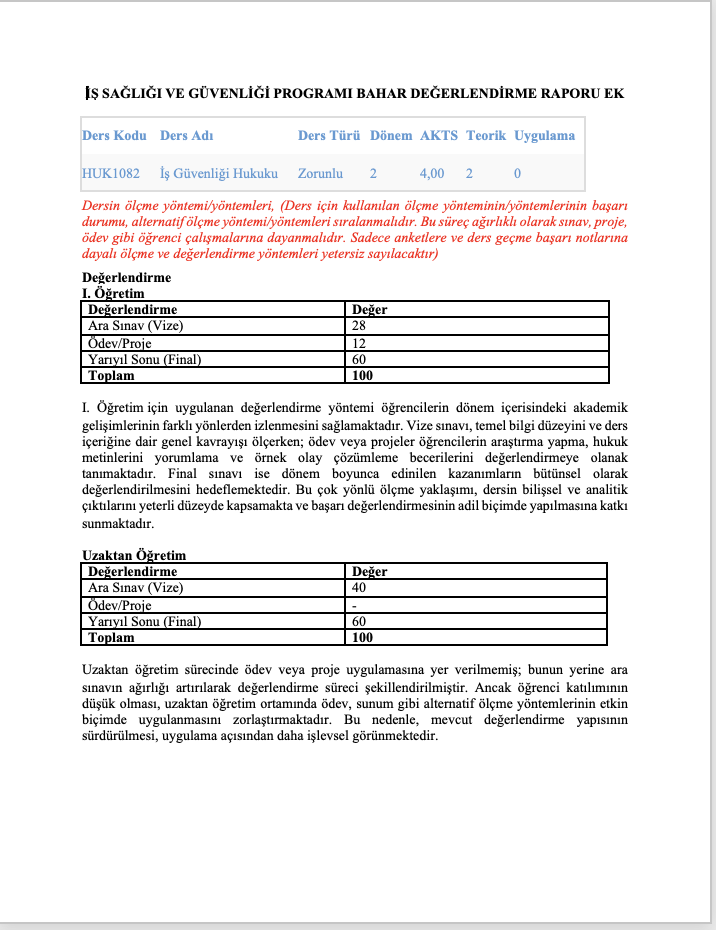 İŞ SAĞLIĞI VE GÜVENLİĞİ PROGRAMI BAHAR DEĞERLENDİRME RAPORU EK
Ders Kodu Ders Adı Ders Türü Dönem AKTS Teorik Uygulama
HUK1082 İş Güvenliği Hukuku Zorunlu 2 4,00 2 0
Dersin ölçme yöntemi/yöntemleri, (Ders için kullanılan ölçme yönteminin/yöntemlerinin başarı
durumu, alternatif ölçme yöntemi/yöntemleri sıralanmalıdır. Bu süreç ağırlıklı olarak sınav, proje,
ödev gibi öğrenci çalışmalarına dayanmalıdır. Sadece anketlere ve ders geçme başarı notlarına
dayalı ölçme ve değerlendirme yöntemleri yetersiz sayılacaktır)
Değerlendirme
I. Öğretim
Değerlendirme Değer
Ara Sınav (Vize) 28
Ödev/Proje 12
Yarıyıl Sonu (Final) 60
Toplam 100
I. Öğretim için uygulanan değerlendirme yöntemi öğrencilerin dönem içerisindeki akademik
gelişimlerinin farklı yönlerden izlenmesini sağlamaktadır. Vize sınavı, temel bilgi düzeyini ve ders
içeriğine dair genel kavrayışı ölçerken; ödev veya projeler öğrencilerin araştırma yapma, hukuk
metinlerini yorumlama ve örnek olay çözümleme becerilerini değerlendirmeye olanak
tanımaktadır. Final sınavı ise dönem boyunca edinilen kazanımların bütünsel olarak
değerlendirilmesini hedeflemektedir. Bu çok yönlü ölçme yaklaşımı, dersin bilişsel ve analitik
çıktılarını yeterli düzeyde kapsamakta ve başarı değerlendirmesinin adil biçimde yapılmasına katkı
sunmaktadır.
Uzaktan Öğretim
Değerlendirme Değer
Ara Sınav (Vize) 40
Ödev/Proje -
Yarıyıl Sonu (Final) 60
Toplam 100
Uzaktan öğretim sürecinde ödev veya proje uygulamasına yer verilmemiş; bunun yerine ara
sınavın ağırlığı artırılarak değerlendirme süreci şekillendirilmiştir. Ancak öğrenci katılımının
düşük olması, uzaktan öğretim ortamında ödev, sunum gibi alternatif ölçme yöntemlerinin etkin
biçimde uygulanmasını zorlaştırmaktadır. Bu nedenle, mevcut değerlendirme yapısının
sürdürülmesi, uygulama açısından daha işlevsel görünmektedir.